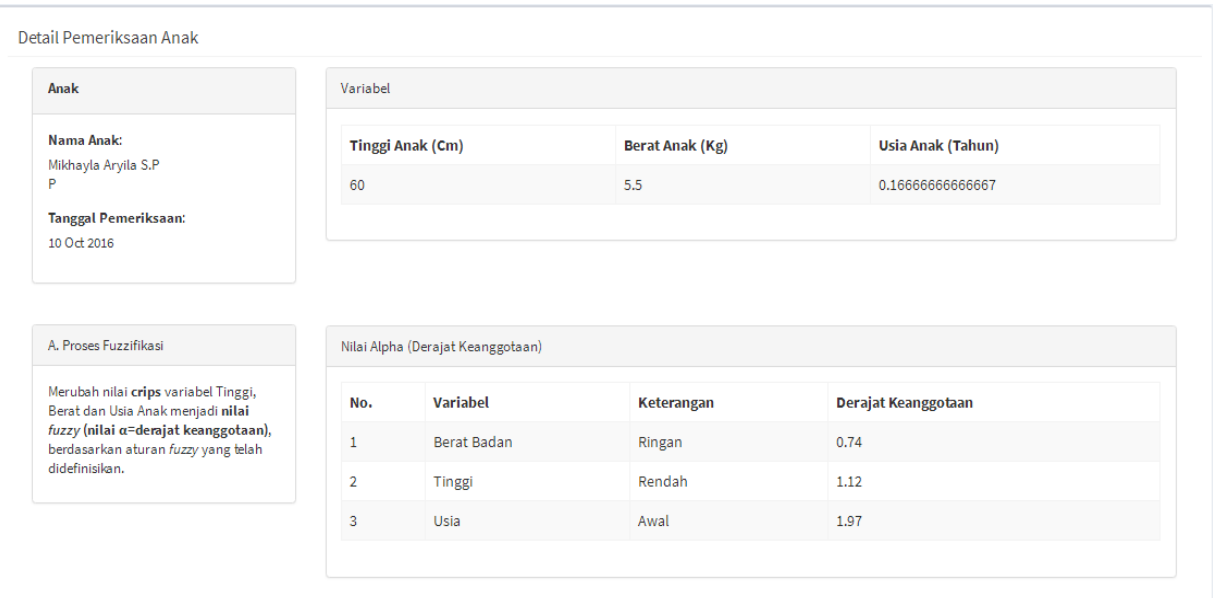 Detail Pemeriksaan Anak
Anak
Nama Anak:
Mikhayla Aryila S.P
P
Tanggal Pemeriksaan:
10 Oct 2016
Variabel
Tinggi Anak (Cm) Berat Anak (Kg) Usia Anak (Tahun)
60 5.5 0.16666666666667
A. Proses Fuzzifikasi
Merubah nilai crips variabel Tinggi,
Berat dan Usia Anak menjadi nilai
fuzzy (nilai α=derajat keanggotaan),
berdasarkan aturan fuzzy yang telah
didefinisikan.
Nilai Alpha (Derajat Keanggotaan)
No. Variabel Keterangan Derajat Keanggotaan
1 Berat Badan Ringan 0.74
2 Tinggi Rendah 1.12
3 Usia Awal 1.97